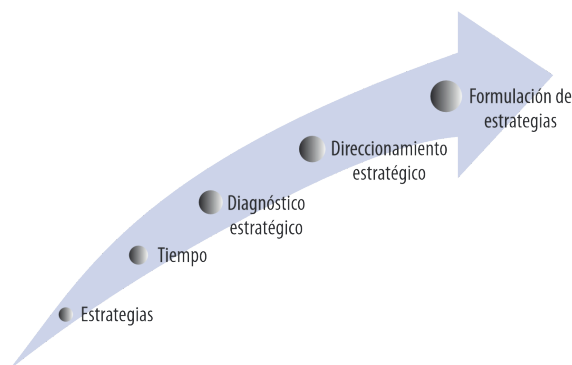 Formulación de
estrategias
Direccionamiento
estratégico
Diagnóstico
estratégico
Tiempo
Estrategias